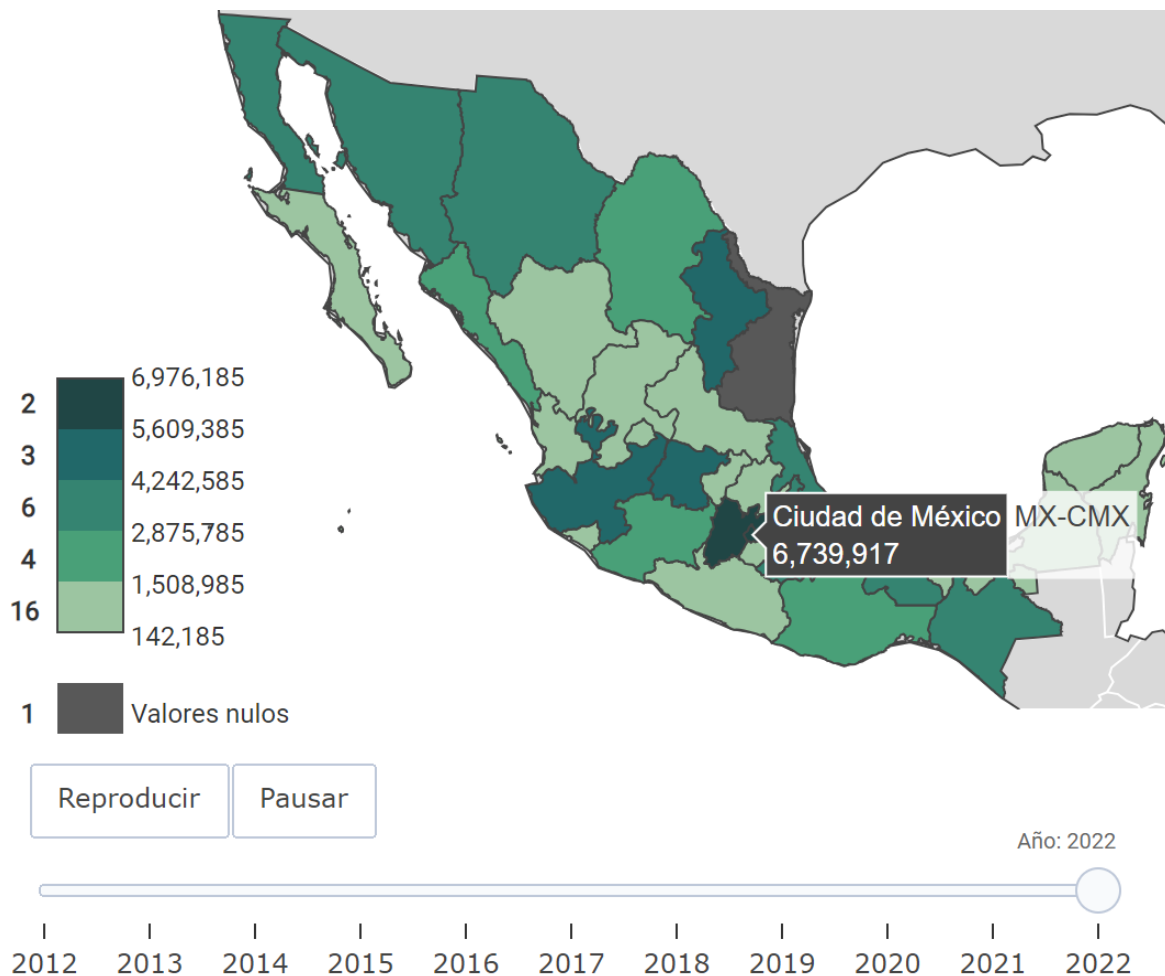 2
3
6
4
16
6,976,185
5,609,385
4,242,585
2,875,785
1,508,985
142,185
1
Valores nulos
Ciudad de México MX-CMX
6,739,917
Reproducir Pausar
Año: 2022
2012 2013 2014 2015 2016 2017 2018 2019 2020 2021 2022